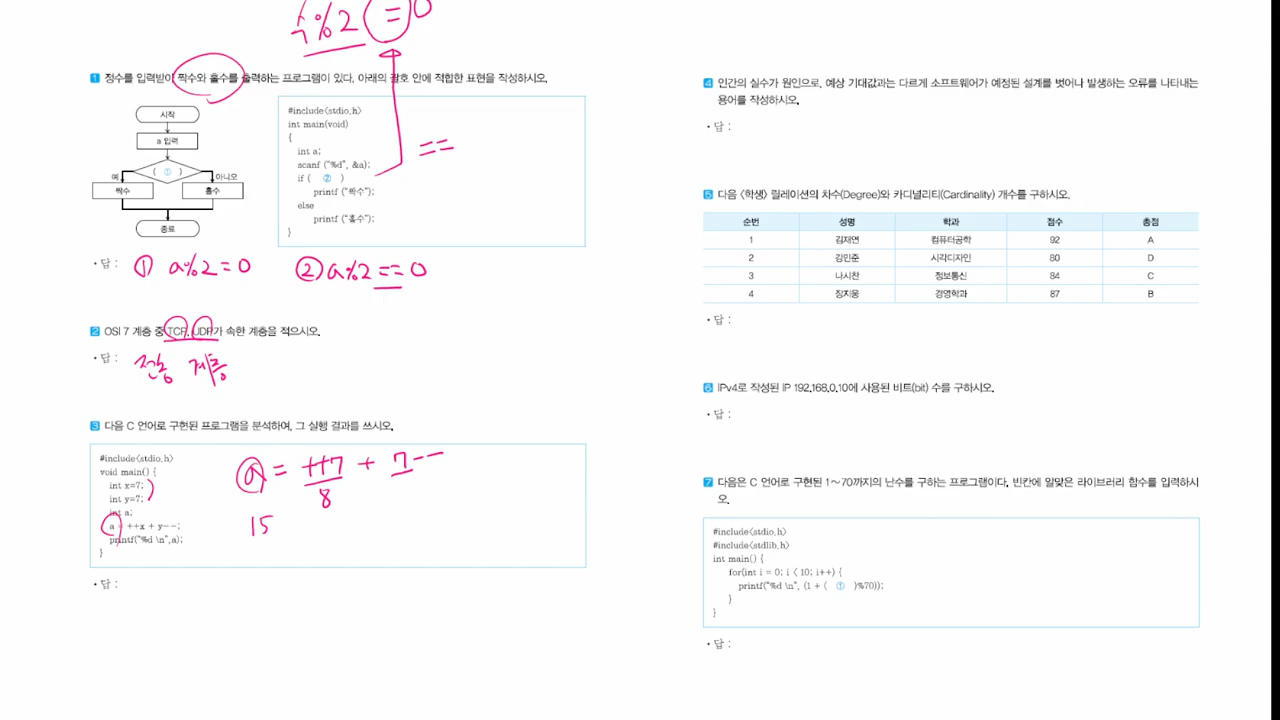 수%2 = 0
1 정수를 입력받아 짝수와 홀수를 출력하는 프로그램이 있다. 아래의 괄호 안에 적합한 표현을 작성하시오.
시작
a 입력
( ① )
예
아니오
짝수
홀수
종료
#include<stdio.h>
int main(void)
{
int a;
scanf ("%d", &a);
if ( ② )
printf ("짝수");
else
printf ("홀수");
}
==
• 답 :
① a%2=0
② a%2==0
2 OSI 7 계층 중 TCP, UDP가 속한 계층을 적으시오.
• 답 :
전송 계층
3 다음 C 언어로 구현된 프로그램을 분석하여, 그 실행 결과를 쓰시오.
#include<stdio.h>
void main() {
int x=7;
int y=7;
int a;
a = ++x + y--;
printf("%d \n",a);
}
a = ++7 + 7--
8
15
• 답 :
4 인간의 실수가 원인으로, 예상 기대값과는 다르게 소프트웨어가 예정된 설계를 벗어나 발생하는 오류를 나타내는
용어를 작성하시오.
• 답 :
5 다음 <학생> 릴레이션의 차수(Degree)와 카디널리티(Cardinality) 개수를 구하시오.
순번 성명 학과 점수 총점
1 김재연 컴퓨터공학 92 A
2 강민준 시각디자인 80 D
3 나시찬 정보통신 84 C
4 장지웅 경영학과 87 B
• 답 :
6 IPv4로 작성된 IP 192.168.0.10에 사용된 비트(bit) 수를 구하시오.
• 답 :
7 다음은 C 언어로 구현된 1~70까지의 난수를 구하는 프로그램이다. 빈칸에 알맞은 라이브러리 함수를 입력하시
오.
#include<stdio.h>
#include<stdlib.h>
int main() {
for(int i = 0; i < 10; i++) {
printf("%d \n", (1 + ( ① )%70));
}
}
• 답 :